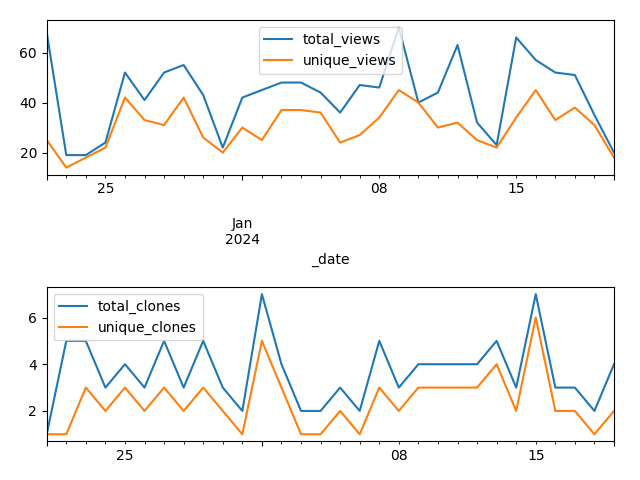 total_views
unique_views
60
40
20
25
08
15
Jan
2024
_date
total_clones
unique_clones
6
4
2
25
08
15